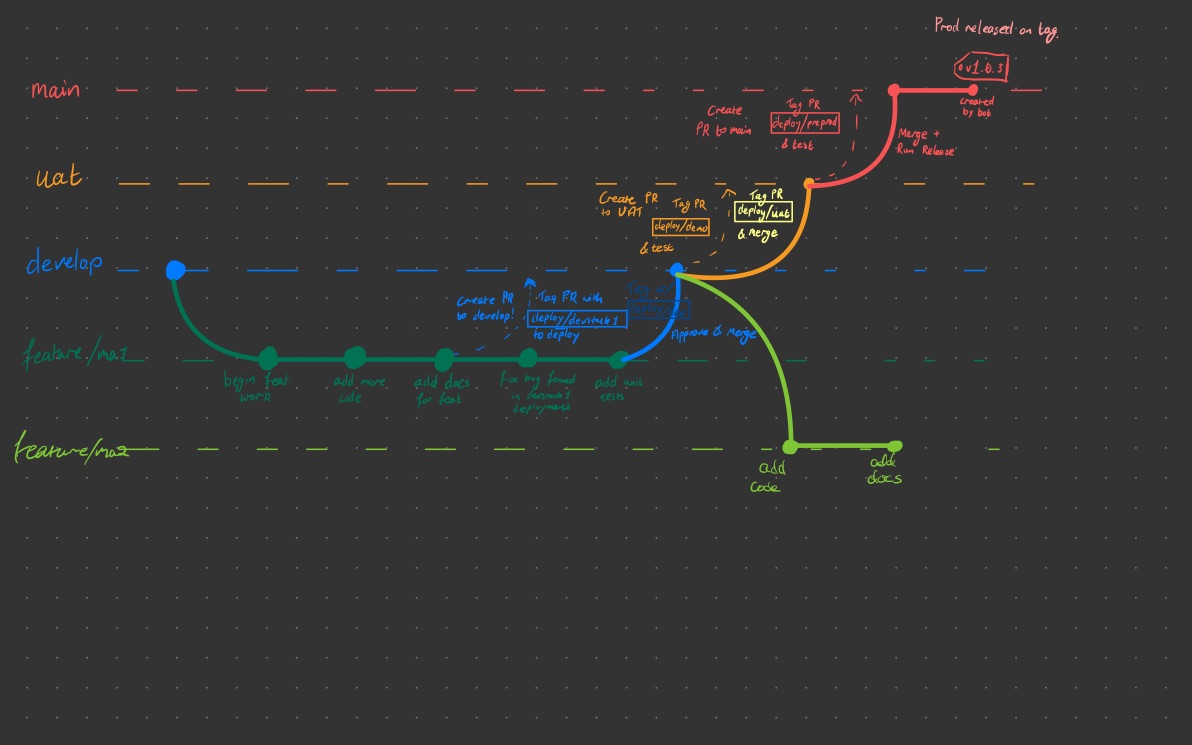 Prod released on tag.
main
v1.0.3
created
by bot
Create
PR to main
Tag PR
deploy/preprod
& test
Merge +
Run Release
uat
Create PR
to UAT
Tag PR
deploy/demo
& test
Tag PR
deploy/uat
& Merge
develop
Create PR
to develop!
Tag PR with
deploy/devstack1
to deploy
Tag
deploy/
Approve & Merge
feature/ma1
begin feat
work
add more
code
add docs
for feat
fix bug found
in devstack1
deployment
add unit
tests
feature/ma2
add
code
add
docs